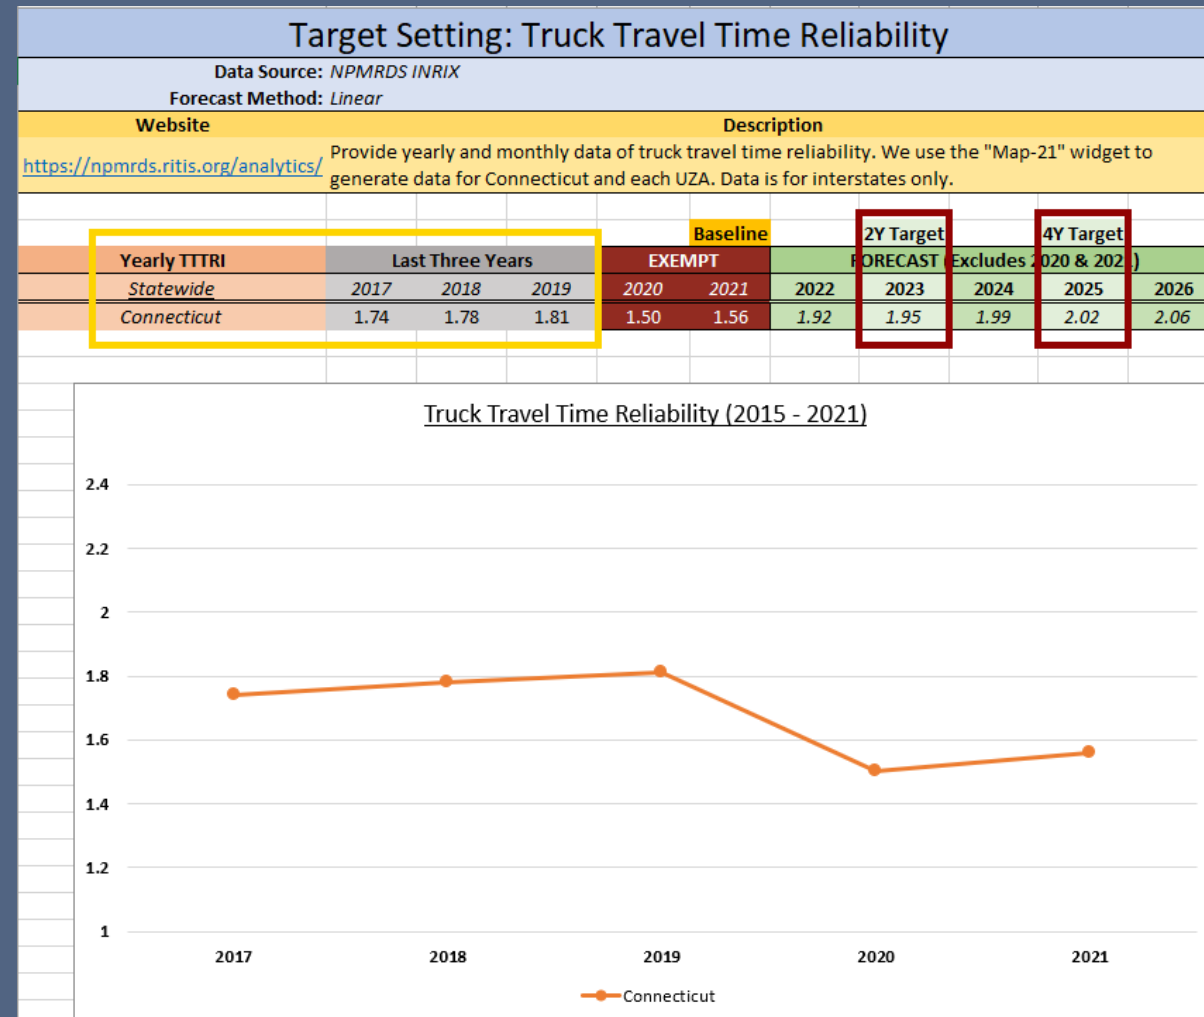 Target Setting: Truck Travel Time Reliability
Data Source: NPMRDS INRIX
Forecast Method: Linear
Website Description
https://npmrds.ritis.org/analytics/ Provide yearly and monthly data of truck travel time reliability. We use the "Map-21" widget to
generate data for Connecticut and each UZA. Data is for interstates only.
Baseline 2Y Target 4Y Target
Yearly TTTRI Last Three Years EXEMPT FORECAST (Excludes 2020 & 2021)
Statewide 2017 2018 2019 2020 2021 2022 2023 2024 2025 2026
Connecticut 1.74 1.78 1.81 1.50 1.56 1.92 1.95 1.99 2.02 2.06
Truck Travel Time Reliability (2015 - 2021)
2.4
2.2
2
1.8
1.6
1.4
1.2
1
2017 2018 2019 2020 2021
Connecticut